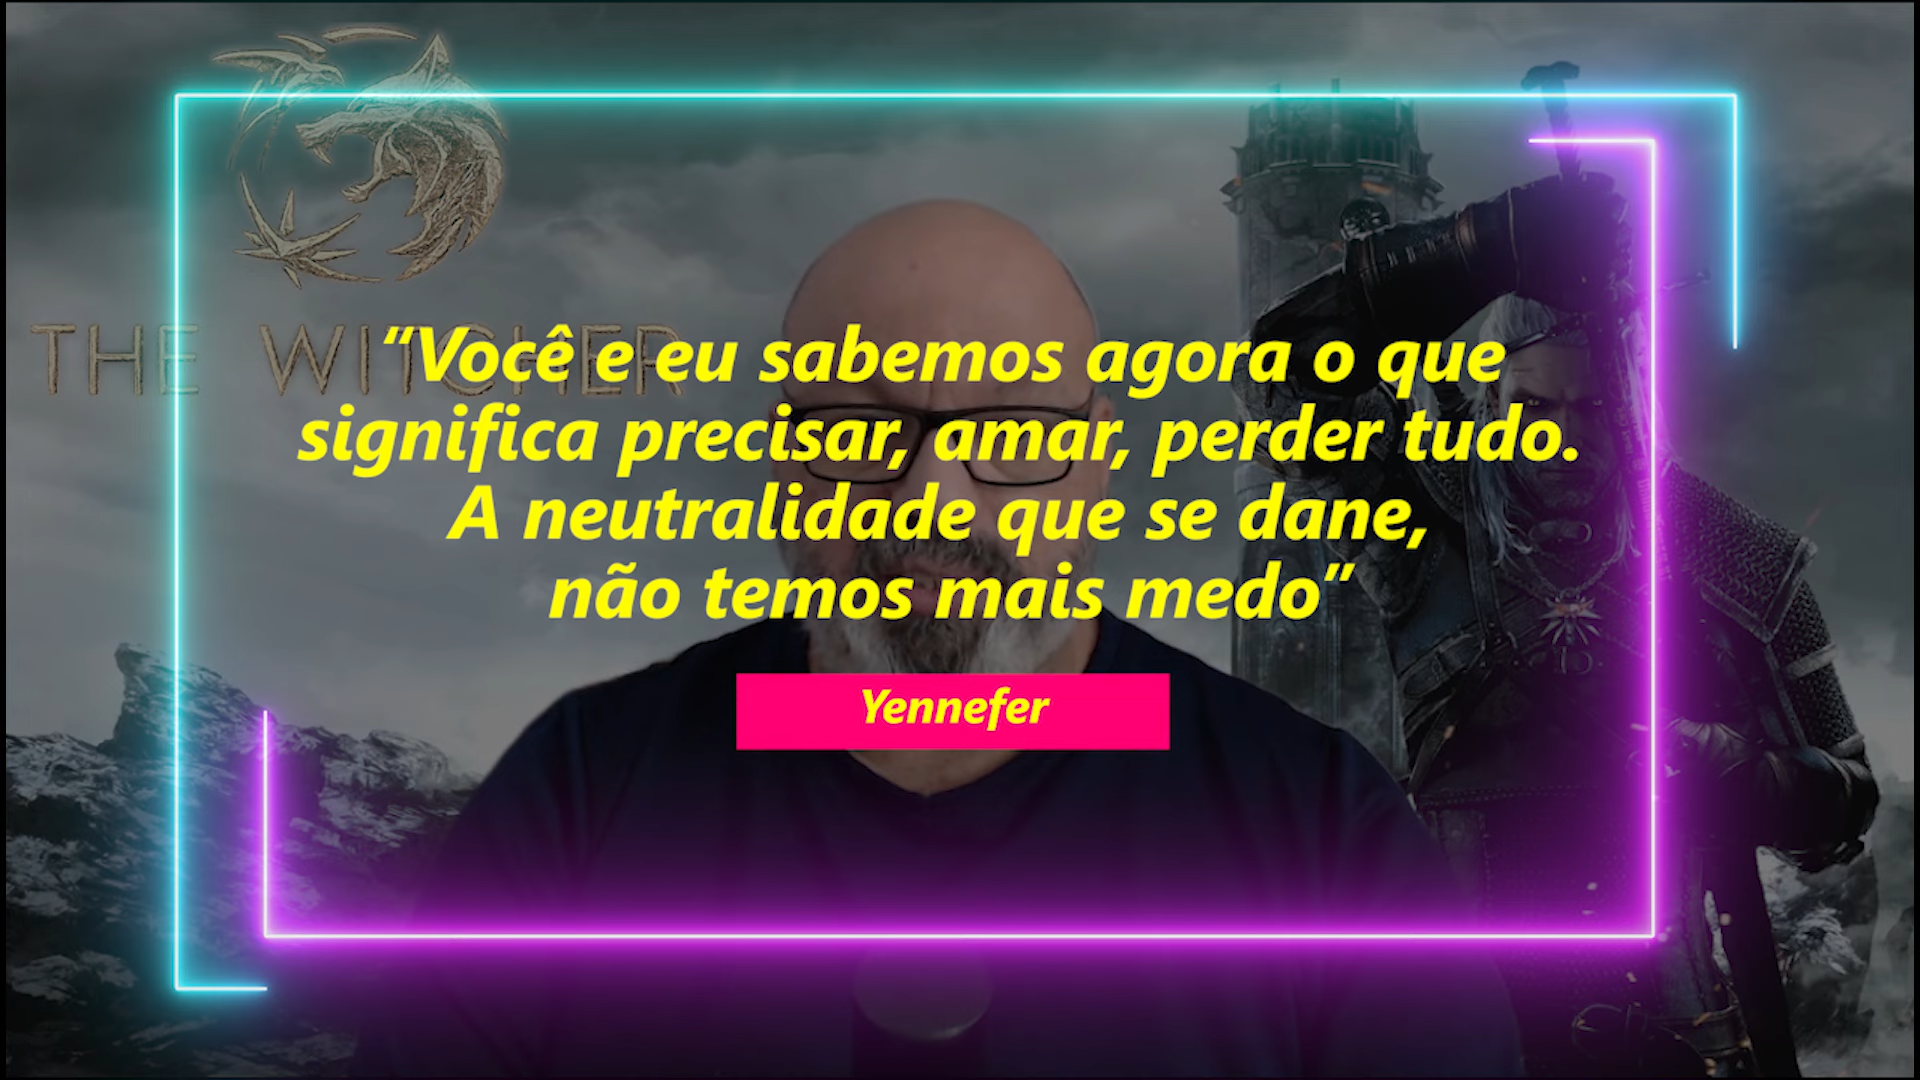 THE WITCHER
“Você e eu sabemos agora o que
significa precisar, amar, perder tudo.
A neutralidade que se dane,
não temos mais medo”
Yennefer